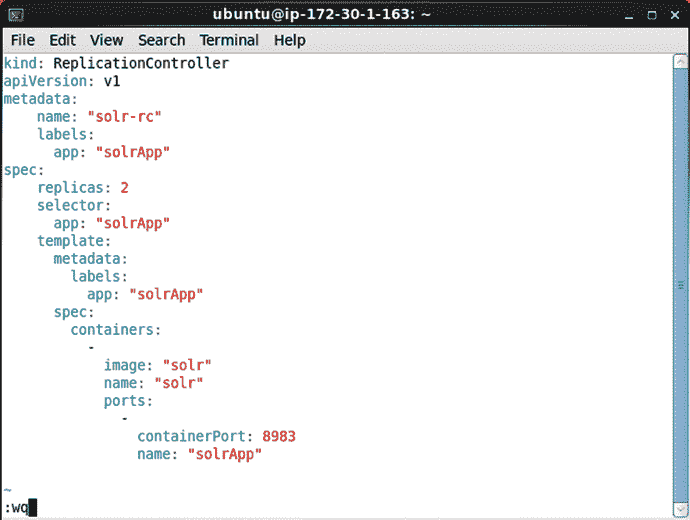 ubuntu@ip-172-30-1-163: ~
File Edit View Search Terminal Help
kind: ReplicationController
apiVersion: v1
metadata:
    name: "solr-rc"
    labels:
      app: "solrApp"
spec:
    replicas: 2
    selector:
      app: "solrApp"
    template:
      metadata:
        labels:
          app: "solrApp"
      spec:
        containers:
          -
            image: "solr"
            name: "solr"
            ports:
              -
                containerPort: 8983
                name: "solrApp"
~
:wq